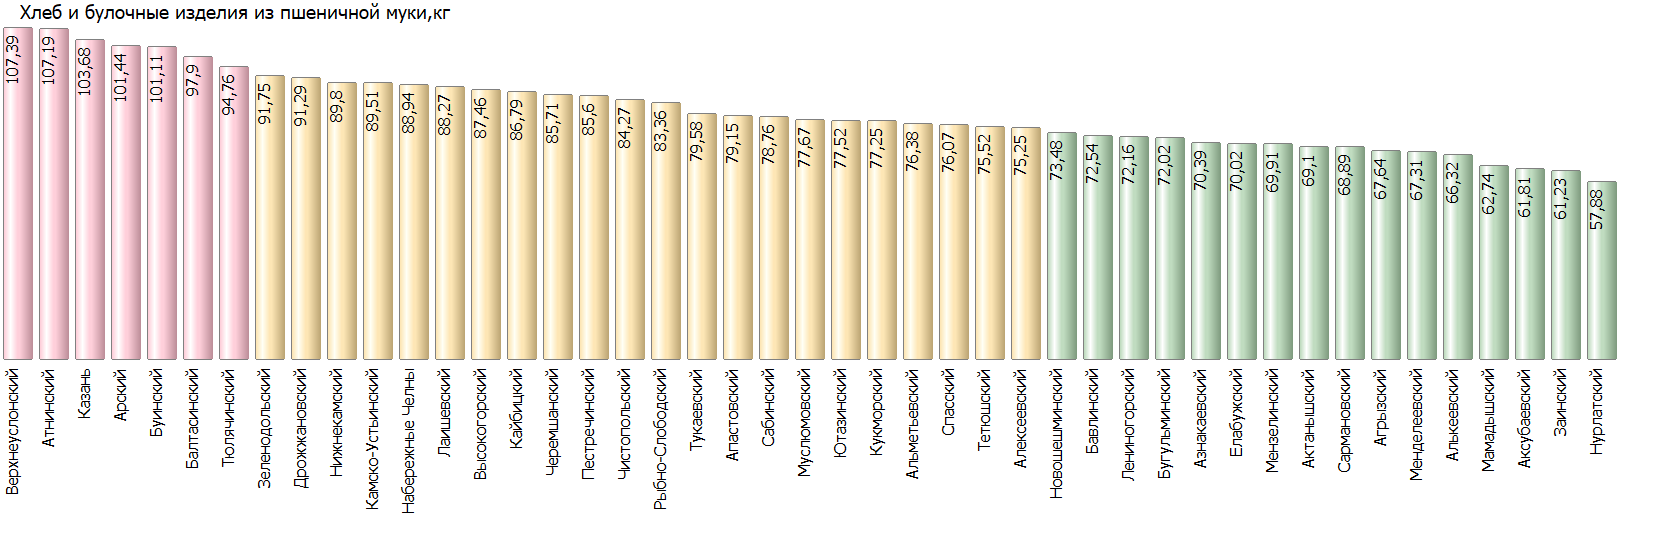 Хлеб и булочные изделия из пшеничной муки,кг
107,39
107,19
103,68
101,44
101,11
97,9
94,76
91,75
91,29
89,8
89,51
88,94
88,27
87,46
86,79
85,71
85,6
84,27
83,36
79,58
79,15
78,76
77,67
77,52
77,25
76,38
76,07
75,52
75,25
73,48
72,54
72,16
72,02
70,39
70,02
69,91
69,1
68,89
67,64
67,31
66,32
62,74
61,81
61,23
57,88
Верхнеуслонский
Атнинский
Казань
Арский
Буинский
Балтасинский
Тюлячинский
Зеленодольский
Дрожжановский
Нижнекамский
Камско-Устьинский
Набережные Челны
Лаишевский
Высокогорский
Кайбицкий
Черемшанский
Пестречинский
Чистопольский
Рыбно-Слободский
Тукаевский
Апастовский
Сабинский
Муслюмовский
Ютазинский
Кукморский
Альметьевский
Спасский
Тетюшский
Алексеевский
Новошешминский
Бавлинский
Лениногорский
Бугульминский
Азнакаевский
Елабужский
Мензелинский
Актанышский
Сармановский
Агрызский
Менделеевский
Алькеевский
Мамадышский
Аксубаевский
Заинский
Нурлатский